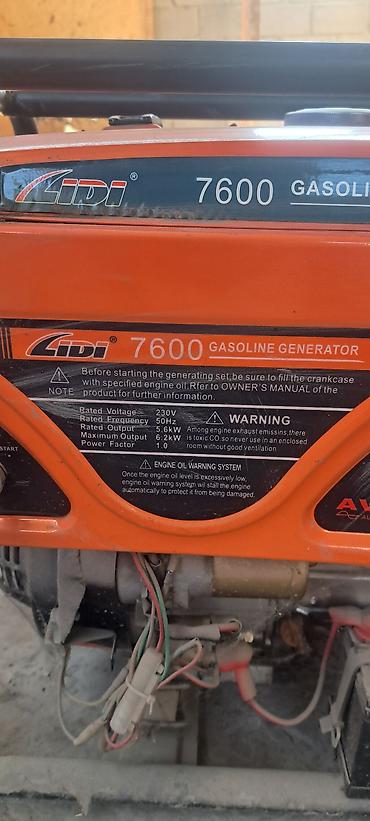 LIDI® 7600 GASOLI
LIDI® 7600 GASOLINE GENERATOR
Before starting the generating set,be sure to fill the crankcase
with specified engine oil.Rfer to OWNER'S MANUAL of the
NOTE product for further information.
Rated Voltage 230V
Rated Frequency 50Hz
Rated Output 5.6kW
Maximum Output 6.2kW
Power Factor 1.0
WARNING
Among engine exhaust emissins,there
is toxic CO.so never use in an enclosed
room without good ventilation.
ENGINE OIL WARNING SYSTEM
Once the engine oil level is excessively low,
engine oil warning system wil stall the engine
automatically to protect it from being damaged.
START